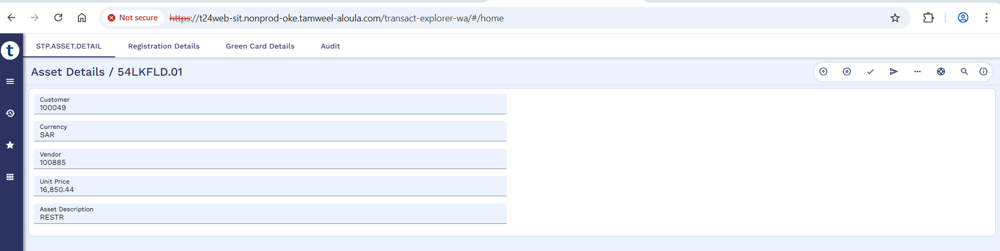 Not secure https://t24web-sit.nonprod-oke.tamweel-aloula.com/transact-explorer-wa/#/home
t
STP.ASSET.DETAIL Registration Details Green Card Details Audit
Asset Details / 54LKFLD.01
Customer
100049
Currency
SAR
Vendor
100885
Unit Price
16,850.44
Asset Description
RESTR